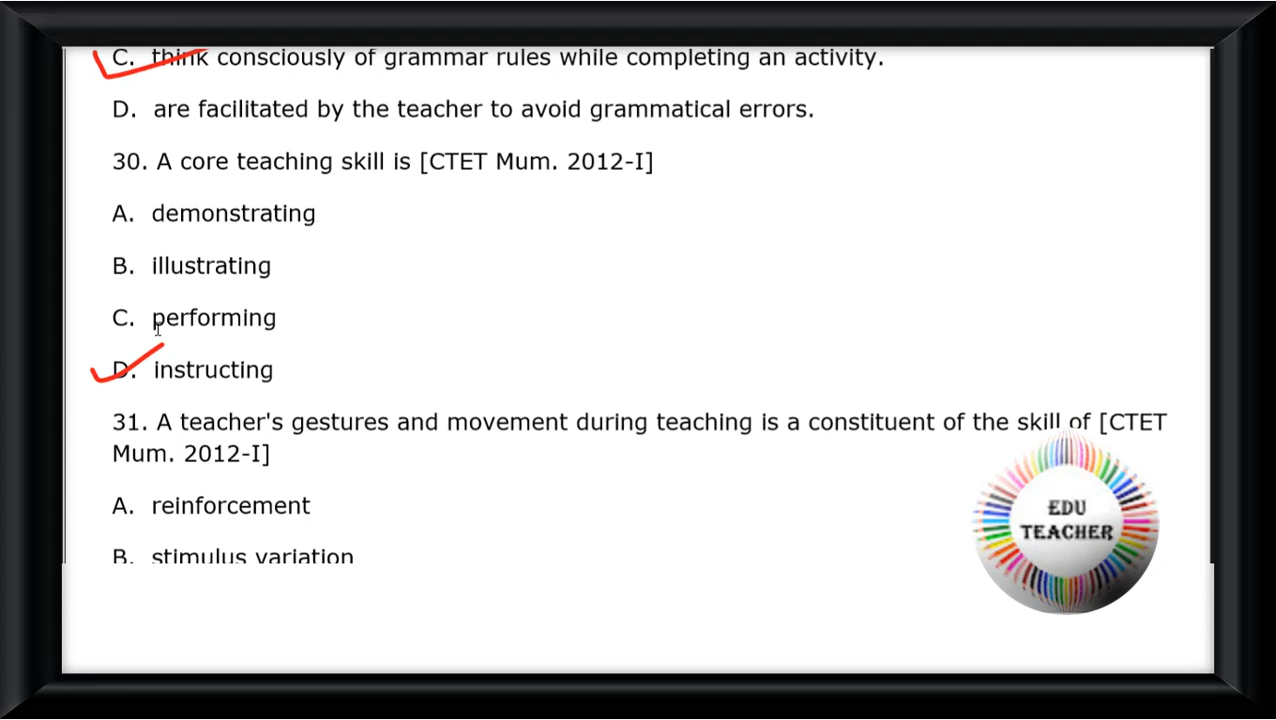 C. think consciously of grammar rules while completing an activity.
D. are facilitated by the teacher to avoid grammatical errors.
30. A core teaching skill is [CTET Mum. 2012-I]
A. demonstrating
B. illustrating
C. performing
D. instructing
31. A teacher's gestures and movement during teaching is a constituent of the skill of [CTET
Mum. 2012-I]
A. reinforcement
B. stimulus variation
EDU
TEACHER